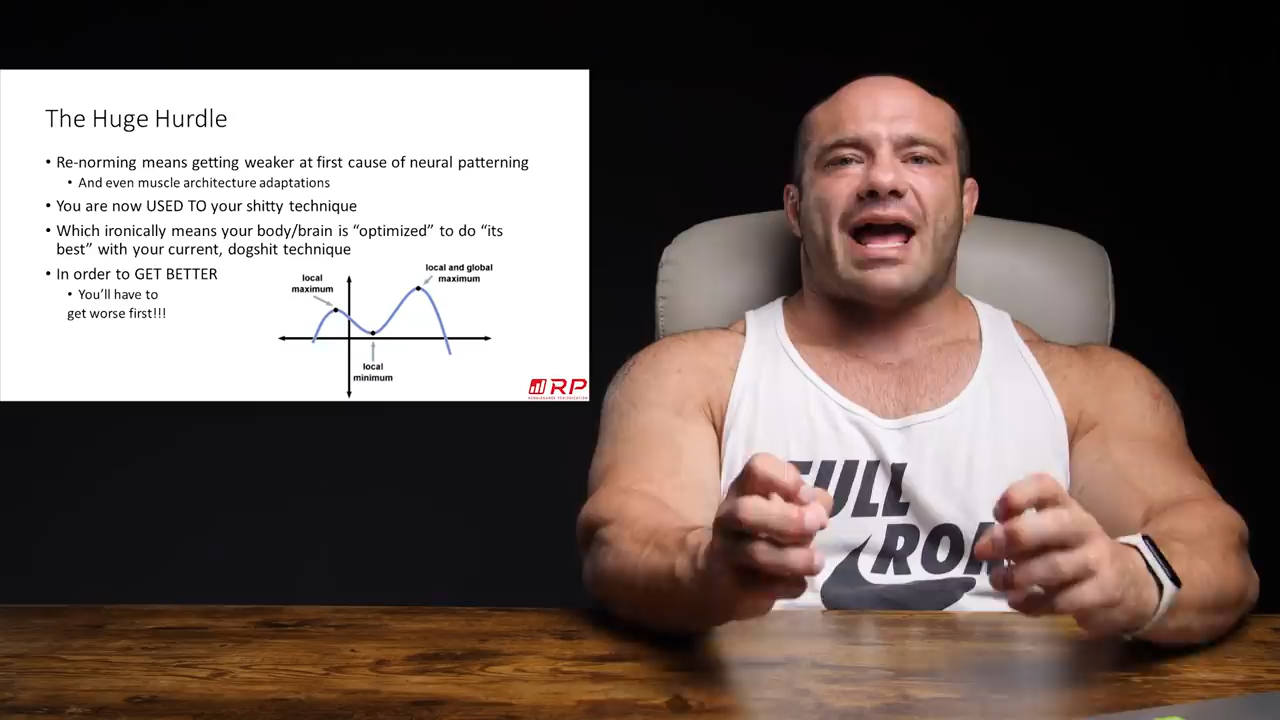 The Huge Hurdle
• Re-norming means getting weaker at first cause of neural patterning
• And even muscle architecture adaptations
• You are now USED TO your shitty technique
• Which ironically means your body/brain is “optimized” to do “its
best” with your current, dogshit technique
• In order to GET BETTER
• You’ll have to
get worse first!!!
local
maximum
local and global
maximum
local
minimum
RP
RENAISSANCE PERIODIZATION
FULL
ROM